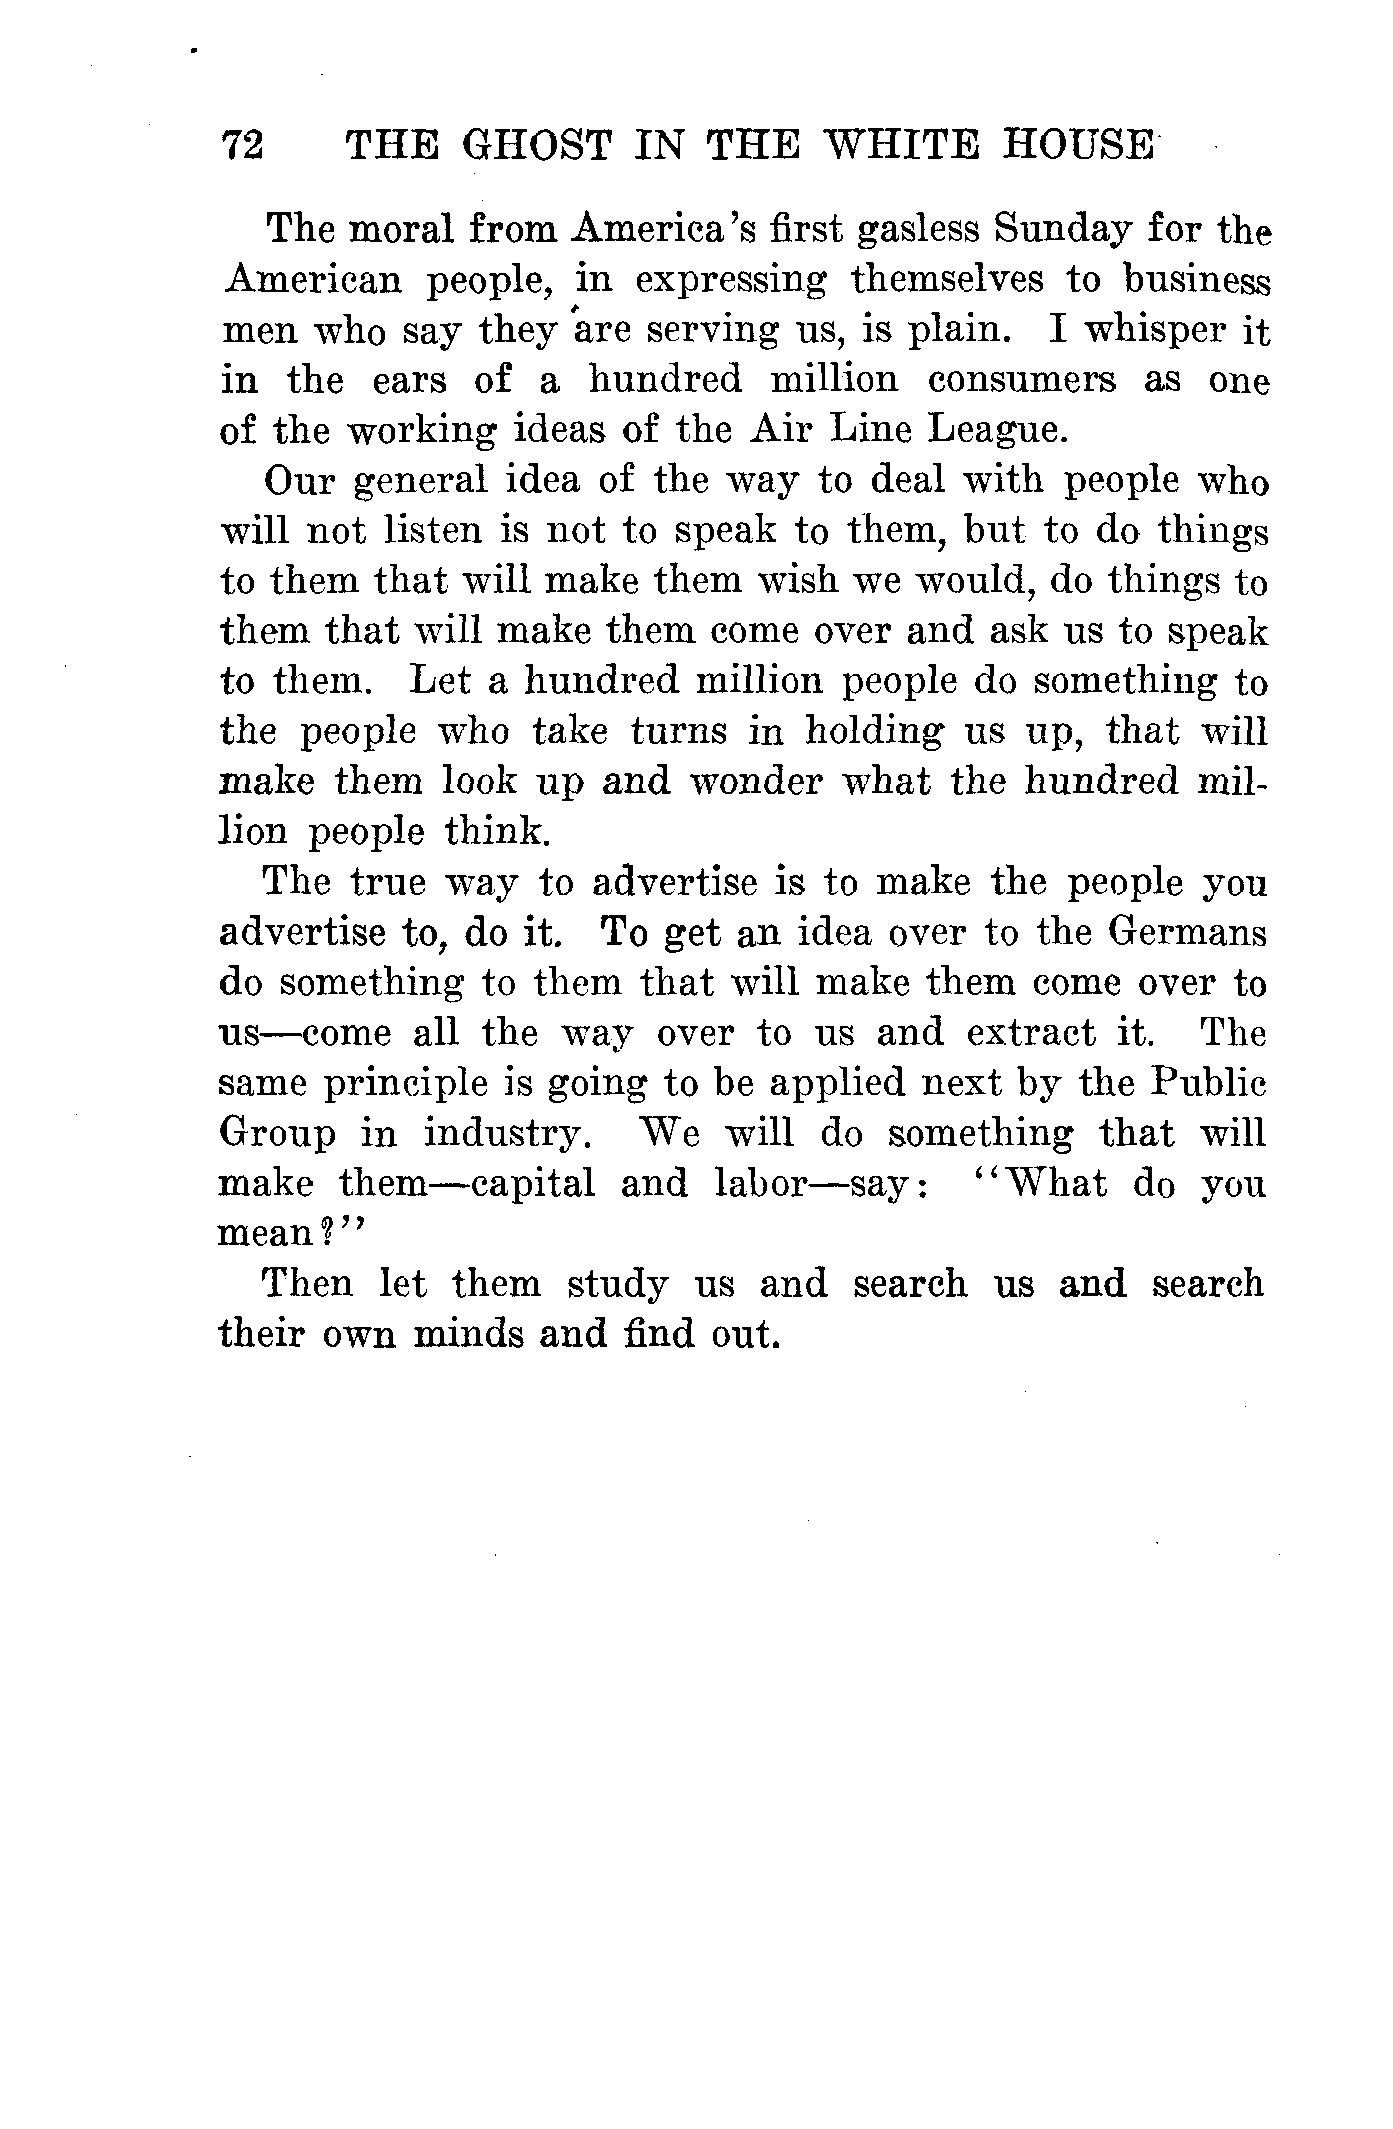 72 THE GHOST IN THE WHITE HOUSE
The moral from America's first gasless Sunday for the
American people, in expressing themselves to business
men who say they are serving us, is plain. I whisper it
in the ears of a hundred million consumers as one
of the working ideas of the Air Line League.
Our general idea of the way to deal with people who
will not listen is not to speak to them, but to do things
to them that will make them wish we would, do things to
them that will make them come over and ask us to speak
to them. Let a hundred million people do something to
the people who take turns in holding us up, that will
make them look up and wonder what the hundred mil-
lion people think.
The true way to advertise is to make the people you
advertise to, do it. To get an idea over to the Germans
do something to them that will make them come over to
us—come all the way over to us and extract it. The
same principle is going to be applied next by the Public
Group in industry. We will do something that will
make them—capital and labor—say: "What do you
mean?"
Then let them study us and search us and search
their own minds and find out.